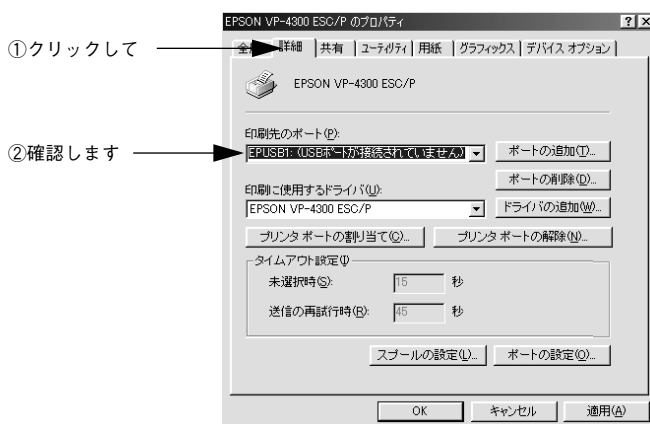 EPSON VP-4300 ESC/P のプロパティ
①クリックして
詳細 共有 ユーティリティ 用紙 グラフィックス デバイス オプション
EPSON VP-4300 ESC/P
印刷先のポート(P):
②確認します
EPUSB1: (USBポートが接続されていません) ポートの追加(T)...
ポートの削除(D)...
印刷に使用するドライバ(U):
EPSON VP-4300 ESC/P ドライバの追加(W)...
プリンタ ポートの割り当て(C)... プリンタ ポートの解除(N)...
タイムアウト設定(I)
未選択時(S): 15 秒
送信の再試行時(R): 45 秒
スプールの設定(L)... ポートの設定(O)...
OK キャンセル 適用(A)